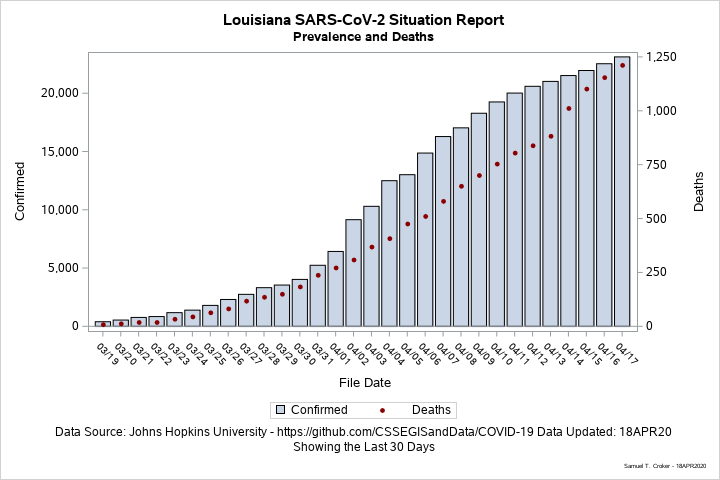 Louisiana SARS-CoV-2 Situation Report
Prevalence and Deaths
Confirmed
20,000
15,000
10,000
5,000
0
1,250
1,000
750
500
250
0
Deaths
03/19 03/20 03/21 03/22 03/23 03/24 03/25 03/26 03/27 03/28 03/29 03/30 03/31 04/01 04/02 04/03 04/04 04/05 04/06 04/07 04/08 04/09 04/10 04/11 04/12 04/13 04/14 04/15 04/16 04/17
File Date
Confirmed Deaths
Data Source: Johns Hopkins University - https://github.com/CSSEGISandData/COVID-19 Data Updated: 18APR20
Showing the Last 30 Days
Samuel T. Croker - 18APR2020